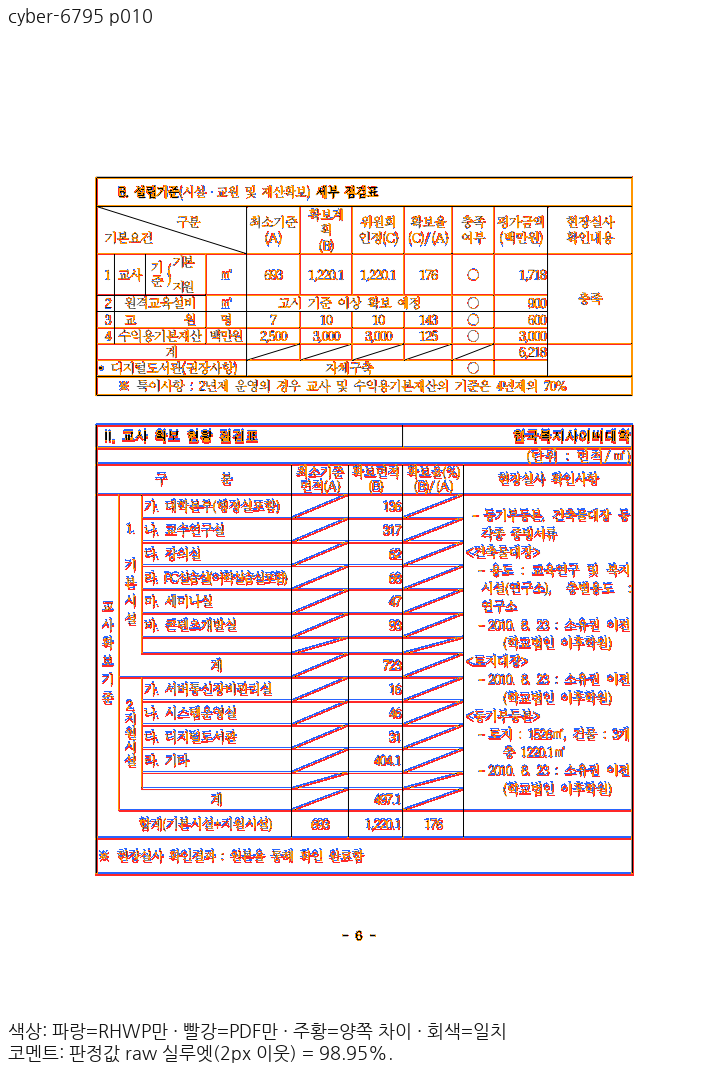 cyber-6795 p010
B. 설립기준(시설·교원 및 재산확보) 세부 점검표
구분
기본요건
최소기준
(A)
확보계
획
(B)
위원회
인정(C)
확보율
(C)/(A)
충족
여부
평가금액
(백만원)
현장실사
확인내용
1 교사 기준 ( 기본 지원 ) ㎡ 693 1,220.1 1,220.1 176 ○ 1,718
충족
2 원격교육설비 ㎡ 고시 기준 이상 확보 예정 ○ 900
3 교 원 명 7 10 10 143 ○ 600
4 수익용기본재산 백만원 2,500 3,000 3,000 125 ○ 3,000
계 6,218
* 디지털도서관(권장사항) 자체구축 ○
※ 특이사항 : 2년제 운영의 경우 교사 및 수익용기본재산의 기준은 4년제의 70%
II. 교사 확보 현황 점검표 한국복지사이버대학
(단위 : 면적/㎡)
구 분
최소기준
면적(A)
확보면적
(B)
확보율(%)
(B)/(A)
현장실사 확인사항
교사확보기준
1. 기본시설
가. 대학본부(행정실포함) 136
나. 교수연구실 317
다. 강의실
라. PC실습실(어학실습실포함)
마. 세미나실 47
바. 콘텐츠개발실
계 723
2. 지원시설
가. 서버통신장비관리실 16
나. 시스템운영실 46
다. 디지털도서관 31
라. 기타 404.1
계 497.1
합계(기본시설+지원시설) 693 1,220.1 176
- 등기부등본, 건축물대장 등
각종 증빙서류
<건축물대장>
- 용도 : 교육연구 및 복지
시설(연구소), 층별용도 :
연구소
- 2010. 8. 23 : 소유권 이전
(학교법인 이후학원)
<토지대장>
- 2010. 8. 23 : 소유권 이전
(학교법인 이후학원)
<등기부등본>
- 토지 : 1526㎡, 건물 : 3개
층 1220.1㎡
- 2010. 8. 23 : 소유권 이전
(학교법인 이후학원)
※ 현장실사 확인결과 : 원본을 통해 확인 완료함
- 6 -
색상: 파랑=RHWP만 · 빨강=PDF만 · 주황=양쪽 차이 · 회색=일치
코멘트: 판정값 raw 실루엣(2px 이웃) = 98.95%.